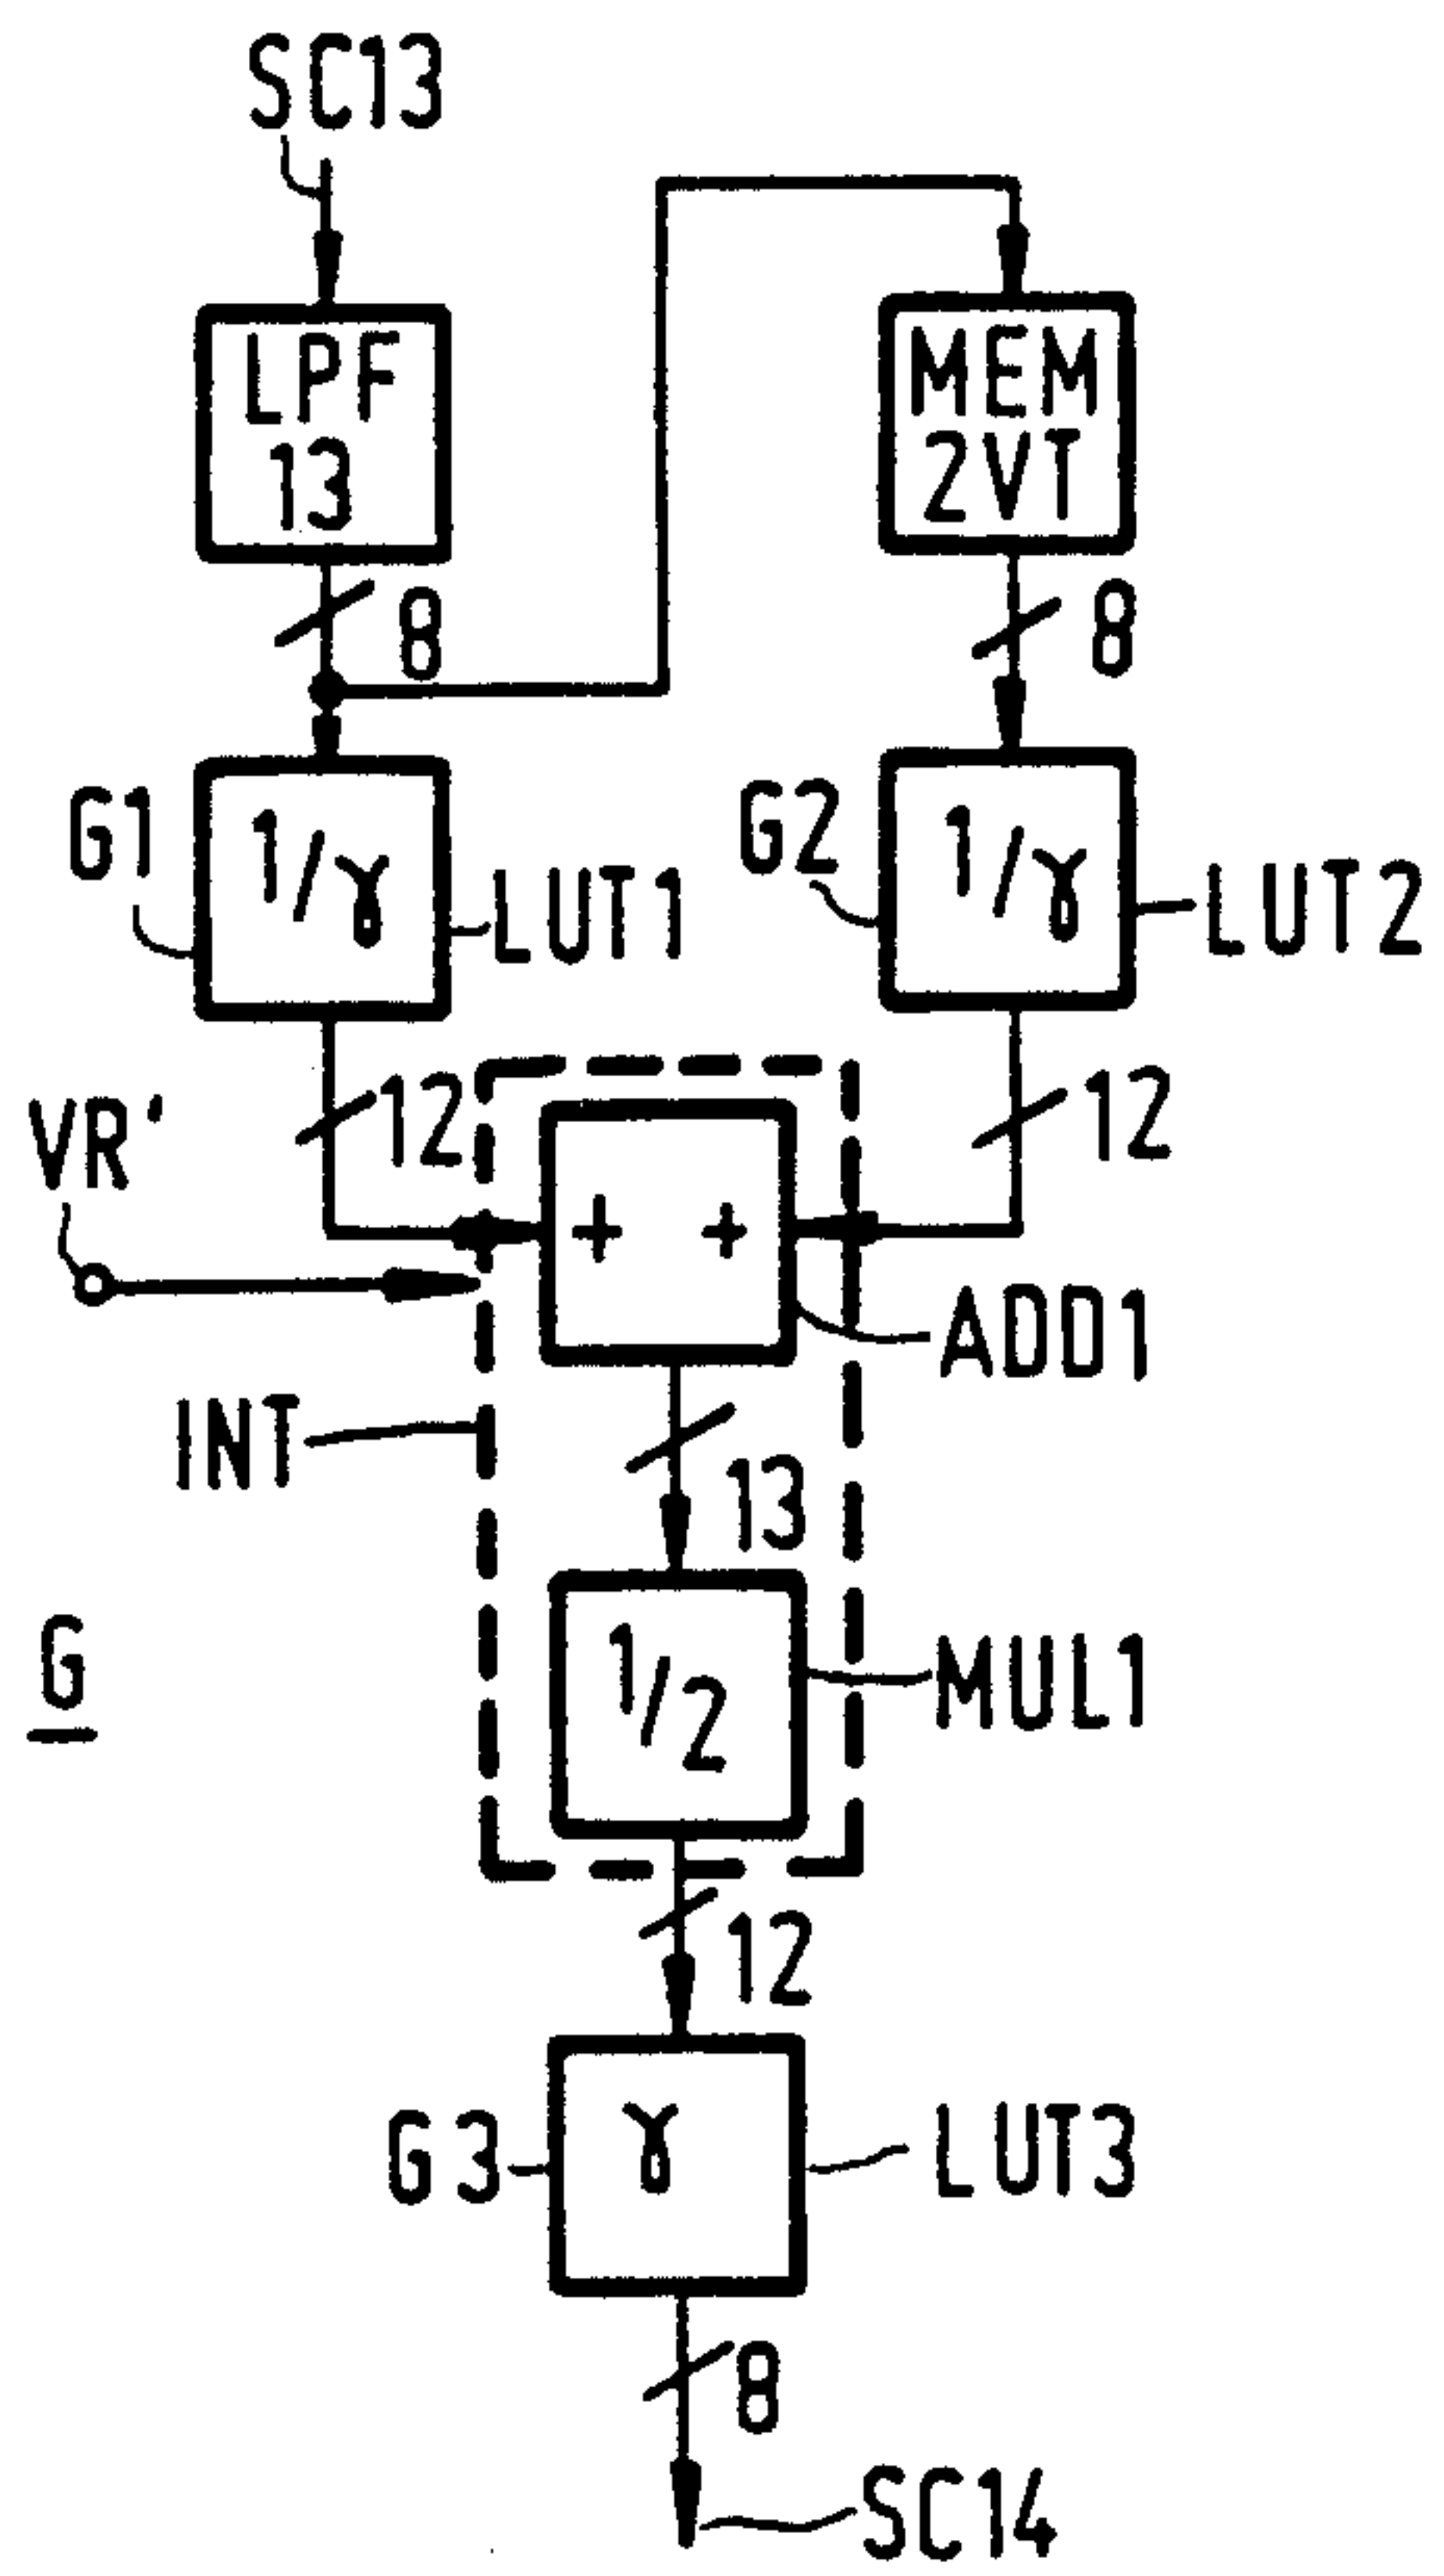 SC13
LPF
13
MEM
2VT
8
8
G1
1/γ
LUT1
G2
1/γ
LUT2
12
12
VR'
+ +
ADD1
INT
13
1/2
MUL1
G
12
G3
γ
LUT3
8
SC14